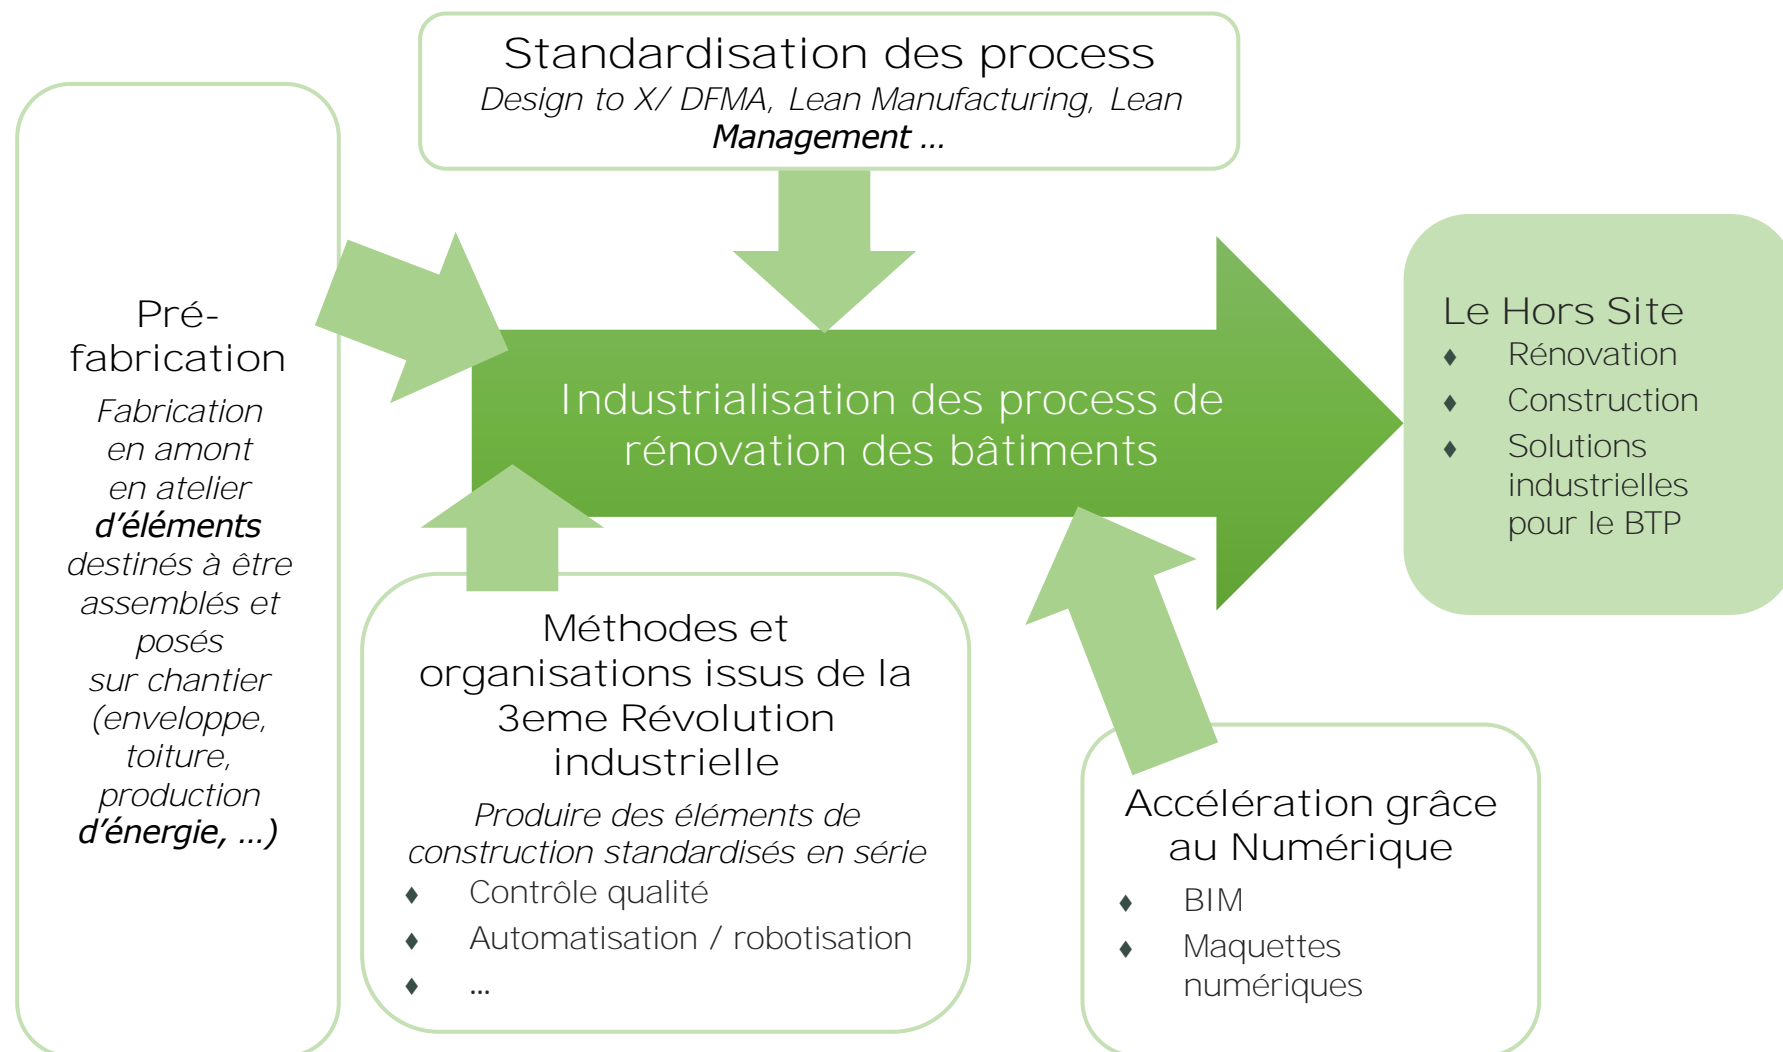 Standardisation des process
Design to X/ DFMA, Lean Manufacturing, Lean
Management ...
Pré-
fabrication
Fabrication
en amont
en atelier
d’éléments
destinés à être
assemblés et
posés
sur chantier
(enveloppe,
toiture,
production
d’énergie, ...)
Industrialisation des process de
rénovation des bâtiments
Le Hors Site
♦ Rénovation
♦ Construction
♦ Solutions
industrielles
pour le BTP
Méthodes et
organisations issus de la
3eme Révolution
industrielle
Produire des éléments de
construction standardisés en série
♦ Contrôle qualité
♦ Automatisation / robotisation
♦ ...
Accélération grâce
au Numérique
♦ BIM
♦ Maquettes
numériques